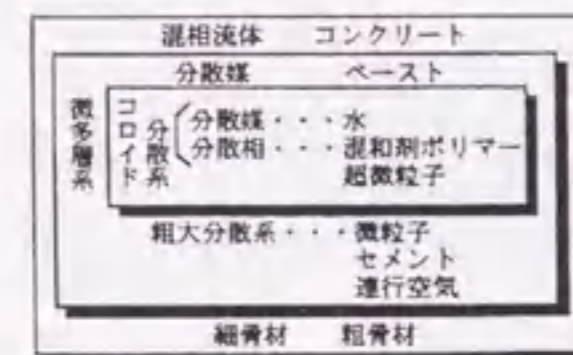 混相流体 コンクリート
分散媒 ペースト
微多層系
コロイド
分散系
分散媒・・・水
分散相・・・混和剤ポリマー
超微粒子
粗大分散系・・・微粒子
セメント
連行空気
細骨材 粗骨材